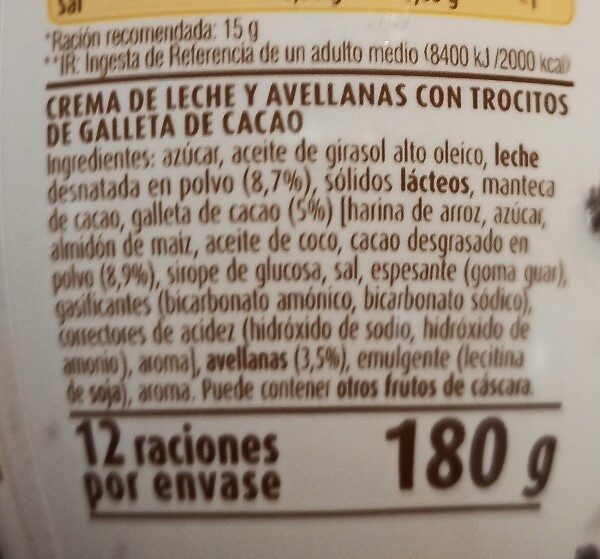 Sal
*Ración recomendada: 15 g
**IR: Ingesta de Referencia de un adulto medio (8400 kJ /2000 kcal)
CREMA DE LECHE Y AVELLANAS CON TROCITOS
DE GALLETA DE CACAO
Ingredientes: azúcar, aceite de girasol alto oleico, leche
desnatada en polvo (8,7%), sólidos lácteos, manteca
de cacao, galleta de cacao (5%) [harina de arroz, azúcar,
almidón de maíz, aceite de coco, cacao desgrasado en
polvo (8,9%), sirope de glucosa, sal, espesante (goma guar),
gasificantes (bicarbonato amónico, bicarbonato sódico),
correctores de acidez (hidróxido de sodio, hidróxido de
amonio), aroma], avellanas (3,5%), emulgente (lecitina
de soja), aroma. Puede contener otros frutos de cáscara.
12 raciones
por envase
180 g